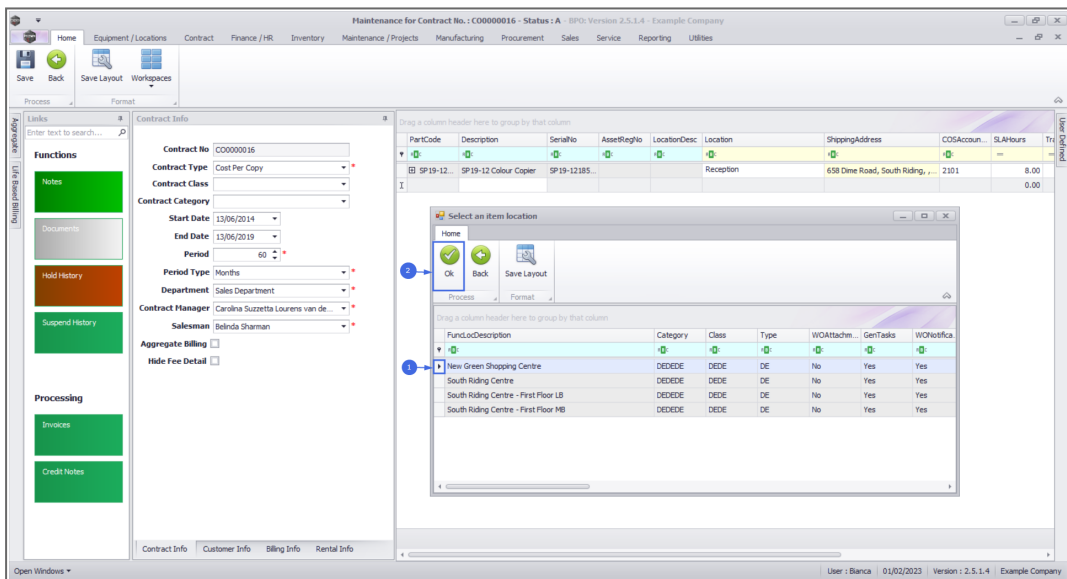 Maintenance for Contract No. : CO0000016 - Status : A - BPO: Version 2.5.1.4 - Example Company
Home Equipment / Locations Contract Finance / HR Inventory Maintenance / Projects Manufacturing Procurement Sales Service Reporting Utilities
Save Back Save Layout Workspaces
Process Format
Aggregate
Life Based Billing
Links
Enter text to search...
Functions
Notes
Documents
Hold History
Suspend History
Processing
Invoices
Credit Notes
Contract Info
Contract No CO0000016
Contract Type Cost Per Copy *
Contract Class
Contract Category
Start Date 13/06/2014
End Date 13/06/2019
Period 60 *
Period Type Months *
Department Sales Department *
Contract Manager Carolina Suzzetta Lourens van de... *
Salesman Belinda Sharman *
Aggregate Billing
Hide Fee Detail
Contract Info Customer Info Billing Info Rental Info
Drag a column header here to group by that column
PartCode Description SerialNo AssetRegNo LocationDesc Location ShippingAddress COSAccoun... SLAHours Tra
SP19-12... SP19-12 Colour Copier SP19-1218S... Reception 658 Dime Road, South Riding, ,... 2101 8.00
0.00
User Defined
Select an item location
Home
2
Ok Back Save Layout
Process Format
Drag a column header here to group by that column
FuncLocDescription Category Class Type WOAttachm... GenTasks WONotifica.
1
New Green Shopping Centre DEDEDE DEDE DE No Yes Yes
South Riding Centre DEDEDE DEDE DE No Yes Yes
South Riding Centre - First Floor LB DEDEDE DEDE DE No Yes Yes
South Riding Centre - First Floor MB DEDEDE DEDE DE No Yes Yes
Open Windows
User : Bianca 01/02/2023 Version : 2.5.1.4 Example Company